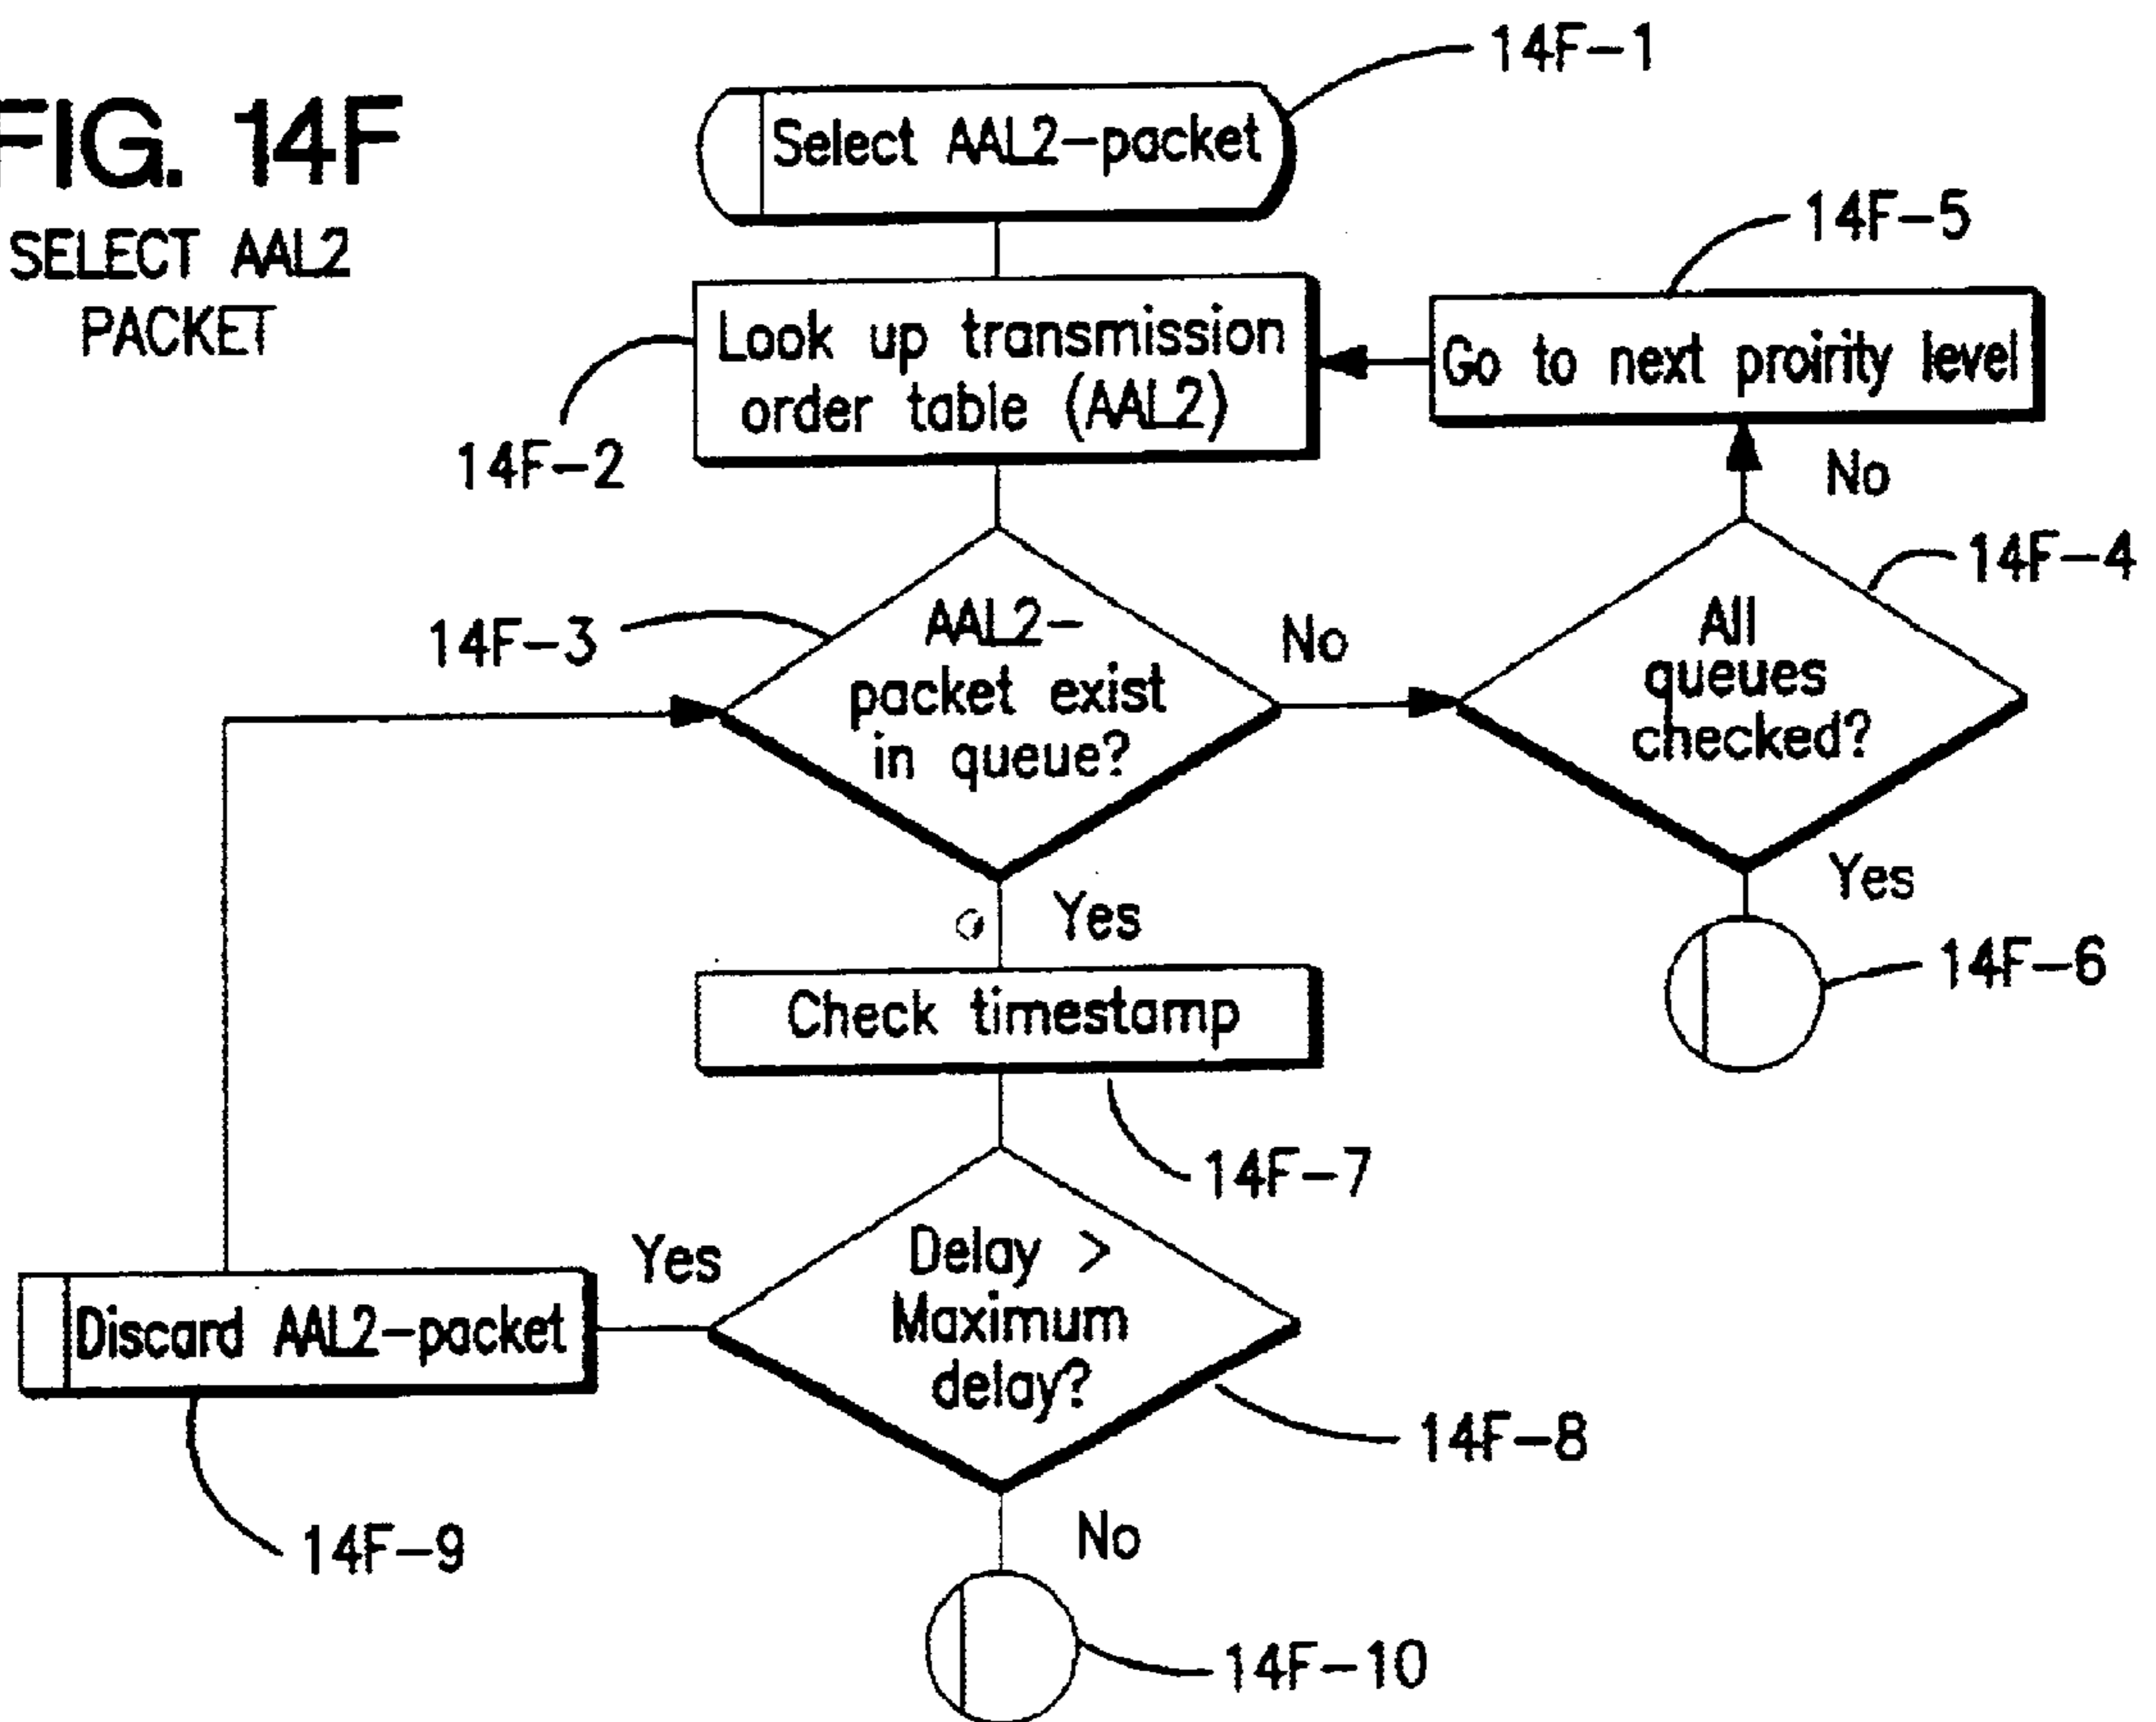 FIG. 14F
SELECT AAL2
PACKET
14F-1
Select AAL2-packet
14F-5
Look up transmission
order table (AAL2)
Go to next proirity level
14F-2
No
14F-4
14F-3
AAL2-
packet exist
in queue?
No
All
queues
checked?
Yes
Yes
14F-6
Check timestamp
14F-7
Yes
Delay >
Maximum
delay?
Discard AAL2-packet
14F-8
14F-9
No
14F-10